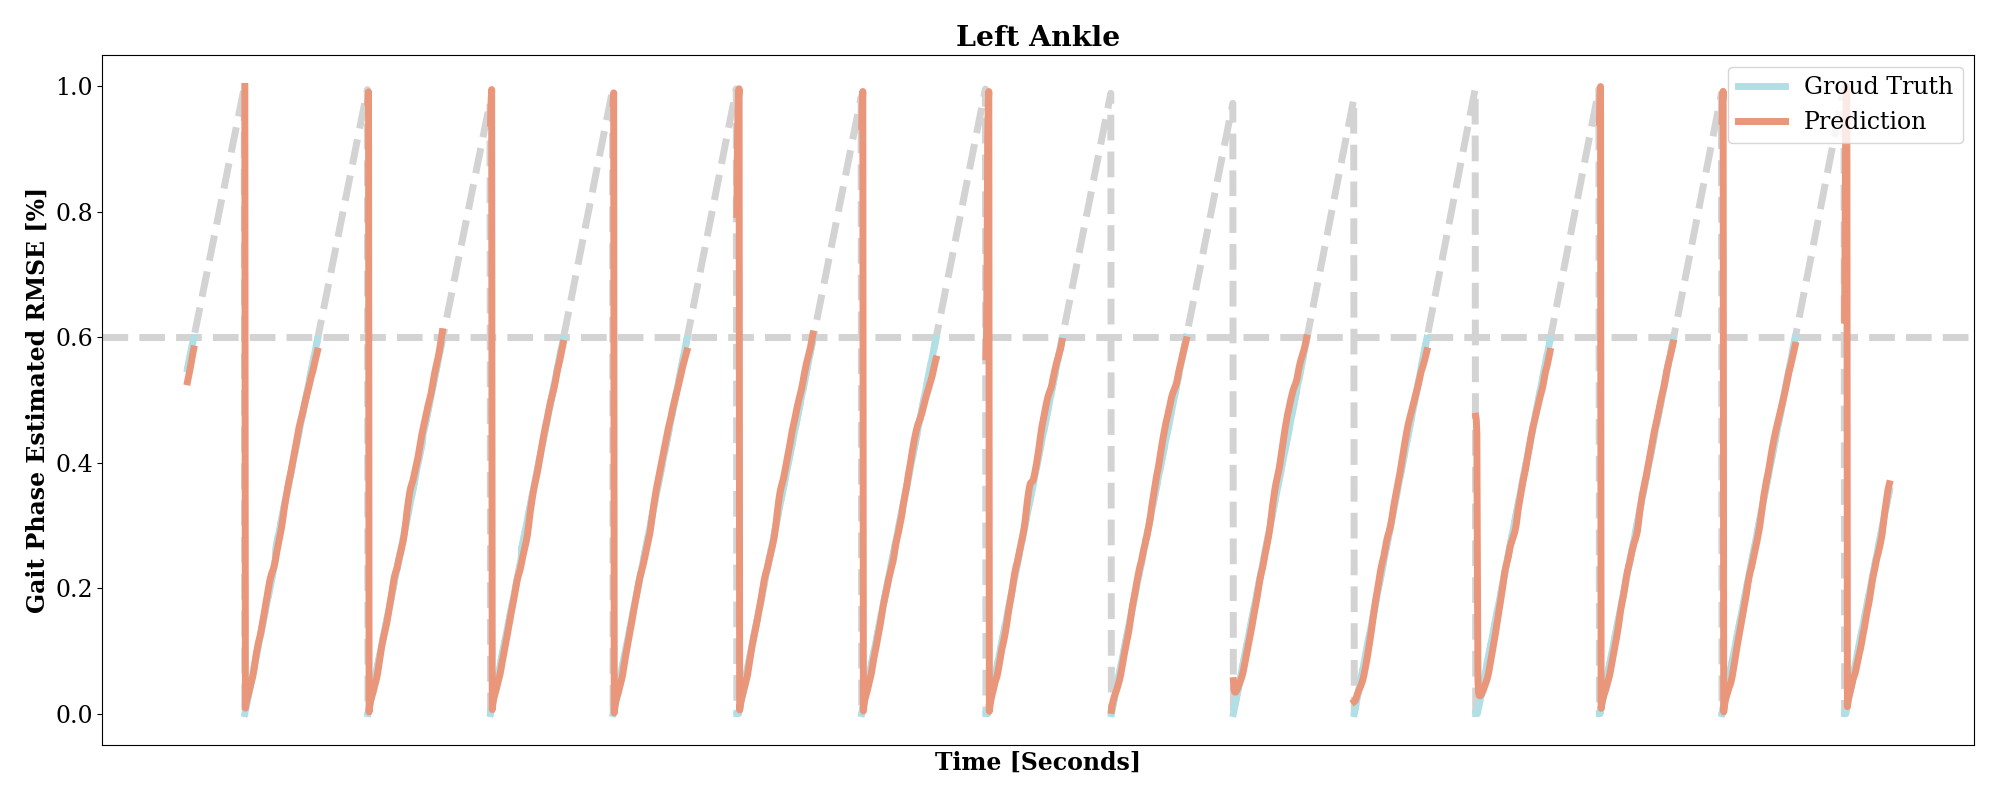 Left Ankle
Groud Truth
Prediction
Gait Phase Estimated RMSE [%]
1.0
0.8
0.6
0.4
0.2
0.0
Time [Seconds]